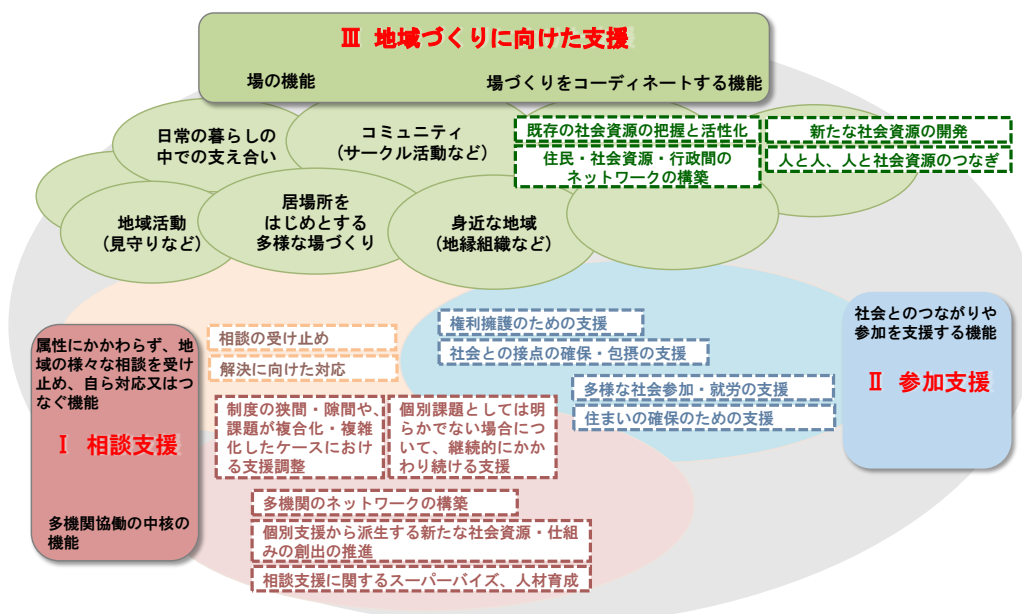 Ⅲ 地域づくりに向けた支援
場の機能
場づくりをコーディネートする機能
日常の暮らしの
中での支え合い
コミュニティ
(サークル活動など)
既存の社会資源の把握と活性化
新たな社会資源の開発
住民・社会資源・行政間の
ネットワークの構築
人と人、人と社会資源のつなぎ
地域活動
(見守りなど)
居場所を
はじめとする
多様な場づくり
身近な地域
(地縁組織など)
属性にかかわらず、地
域の様々な相談を受け
止め、自ら対応又はつ
なぐ機能
Ⅰ 相談支援
多機関協働の中核の
機能
相談の受け止め
解決に向けた対応
権利擁護のための支援
社会との接点の確保・包摂の支援
多様な社会参加・就労の支援
住まいの確保のための支援
社会とのつながりや
参加を支援する機能
Ⅱ 参加支援
制度の狭間・隙間や、
課題が複合化・複雑
化したケースにおけ
る支援調整
個別課題としては明
らかでない場合につ
いて、継続的にかか
わり続ける支援
多機関のネットワークの構築
個別支援から派生する新たな社会資源・仕組
みの創出の推進
相談支援に関するスーパーバイズ、人材育成